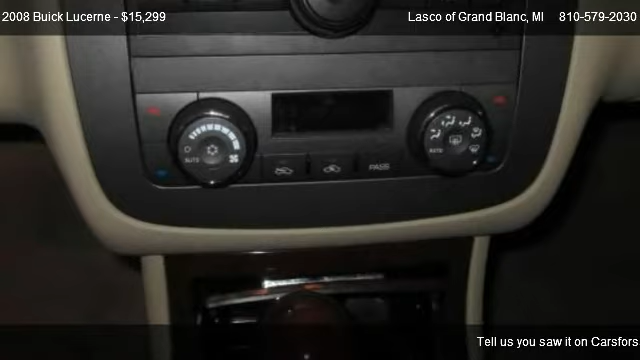 2008 Buick Lucerne - $15,299
Lasco of Grand Blanc, MI 810-579-2030
AUTO
AUTO
PASS
Tell us you saw it on Carsfors